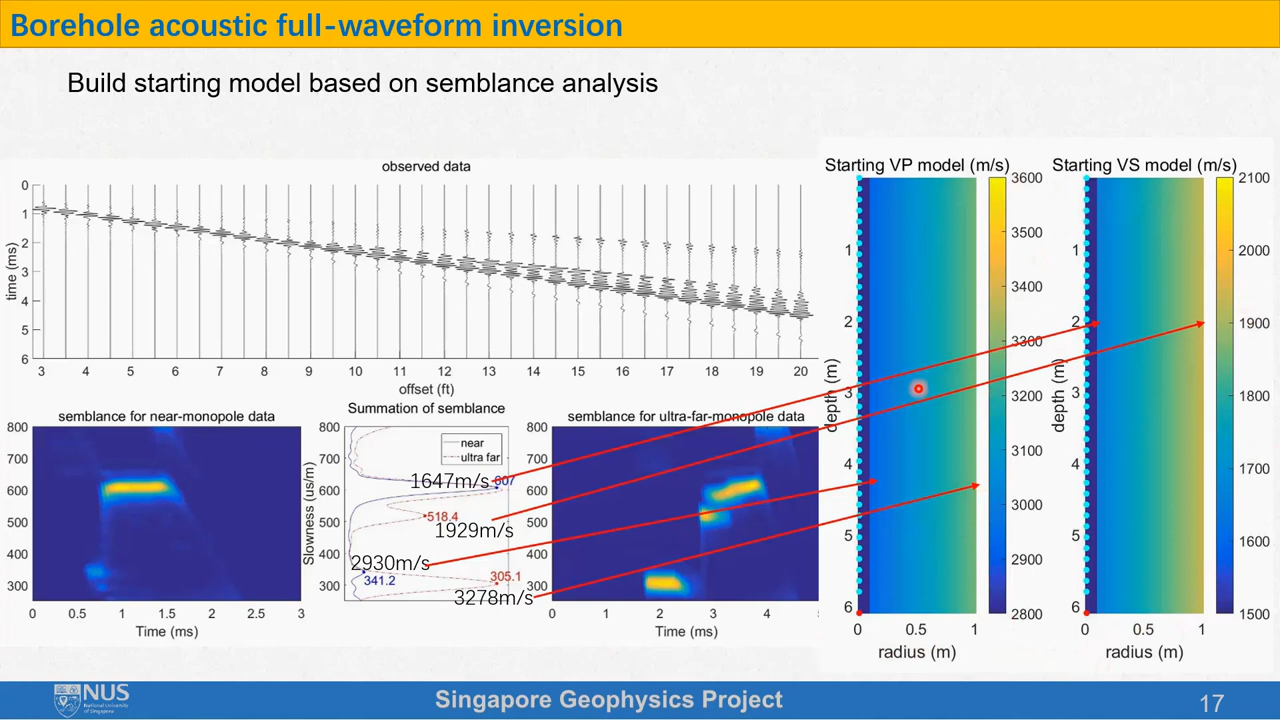 Borehole acoustic full-waveform inversion
Build starting model based on semblance analysis
observed data
0
1
2
3
4
5
6
time (ms)
3 4 5 6 7 8 9 10 11 12 13 14 15 16 17 18 19 20
offset (ft)
semblance for near-monopole data
800
700
600
500
400
300
0 0.5 1 1.5 2 2.5 3
Time (ms)
Summation of semblance
Slowness (us/m)
near
ultra far
1647m/s 607
518.4
1929m/s
2930m/s
341.2
305.1
3278m/s
semblance for ultra-far-monopole data
800
700
600
500
400
300
0 1 2 3 4 5
Time (ms)
Starting VP model (m/s)
1
2
3
4
5
6
depth (m)
0 0.5 1
radius (m)
3600
3500
3400
3300
3200
3100
3000
2900
2800
Starting VS model (m/s)
1
2
3
4
5
6
depth (m)
0 0.5 1
radius (m)
2100
2000
1900
1800
1700
1600
1500
NUS
National University
of Singapore
Singapore Geophysics Project
17